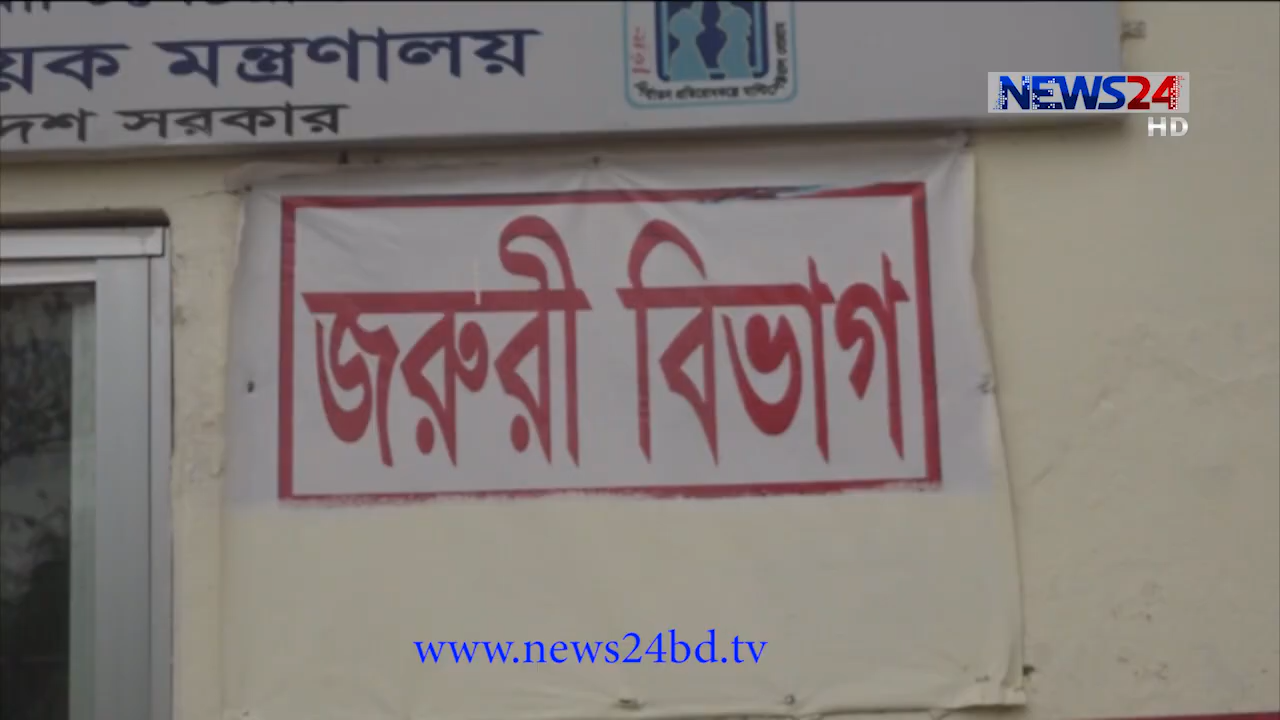 য়ক মন্ত্রণালয়
দেশ সরকার
NEWS24
HD
জরুরী বিভাগ
www.news24bd.tv